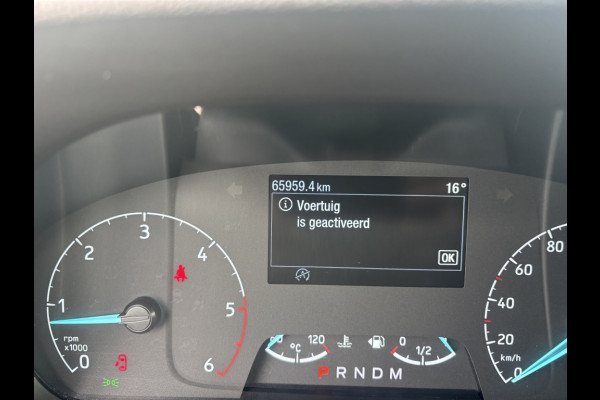 65959.4 km 16°
Voertuig
is geactiveerd
OK
3
2 4
1 5
rpm
x1000
0 6
120 0
°C 1/2
P R N D M
80
60
40
20
km/h
0